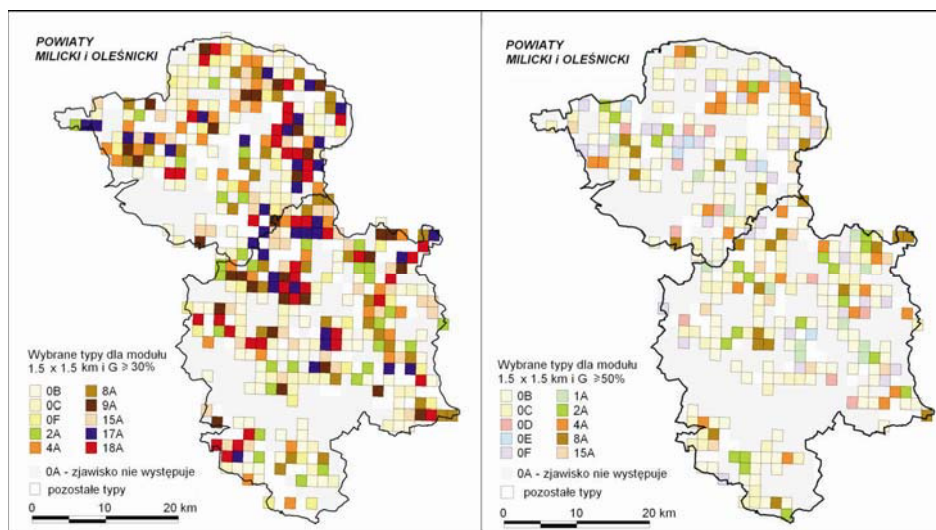 POWIATY
MILICKI i OLEŚNICKI
Wybrane typy dla modułu
1.5 x 1.5 km i G ≥ 30%
0B
0C
0F
2A
4A
8A
9A
15A
17A
18A
0A - zjawisko nie występuje
pozostałe typy
0 10 20 km
POWIATY
MILICKI i OLEŚNICKI
Wybrane typy dla modułu
1.5 x 1.5 km i G ≥50%
0B
0C
0D
0E
0F
1A
2A
4A
8A
15A
0A - zjawisko nie występuje
pozostałe typy
0 10 20 km